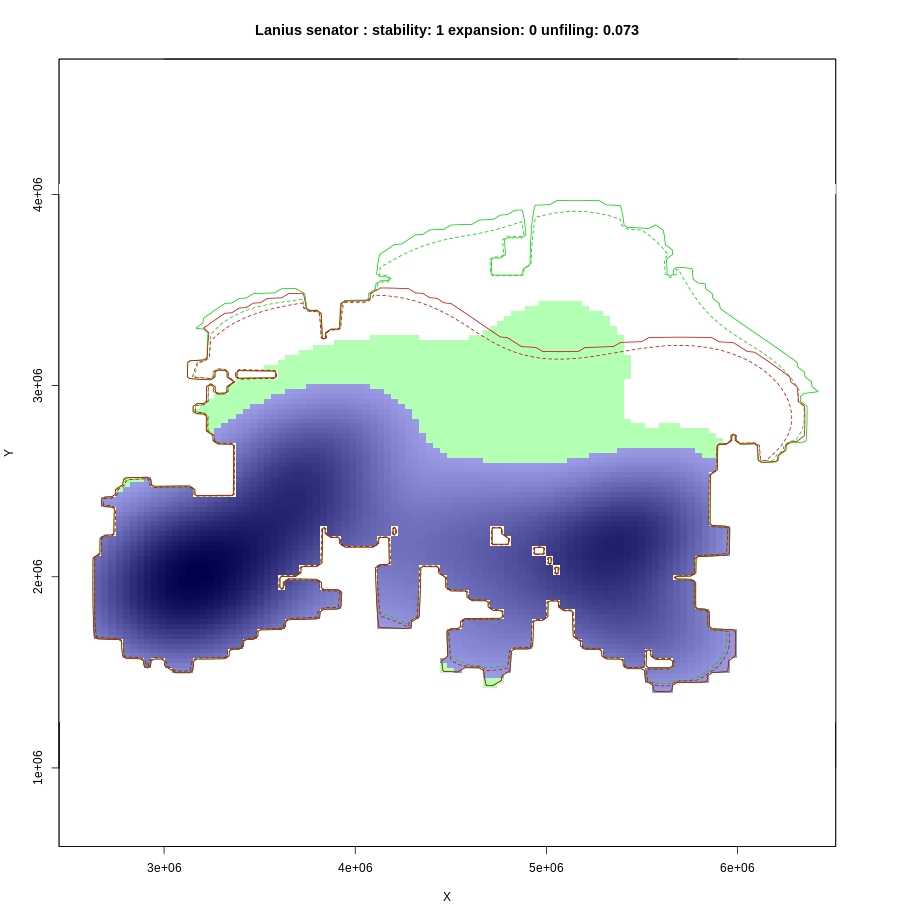 Lanius senator : stability: 1 expansion: 0 unfiling: 0.073
4e+06
3e+06
Y
2e+06
1e+06
3e+06 4e+06 5e+06 6e+06
X